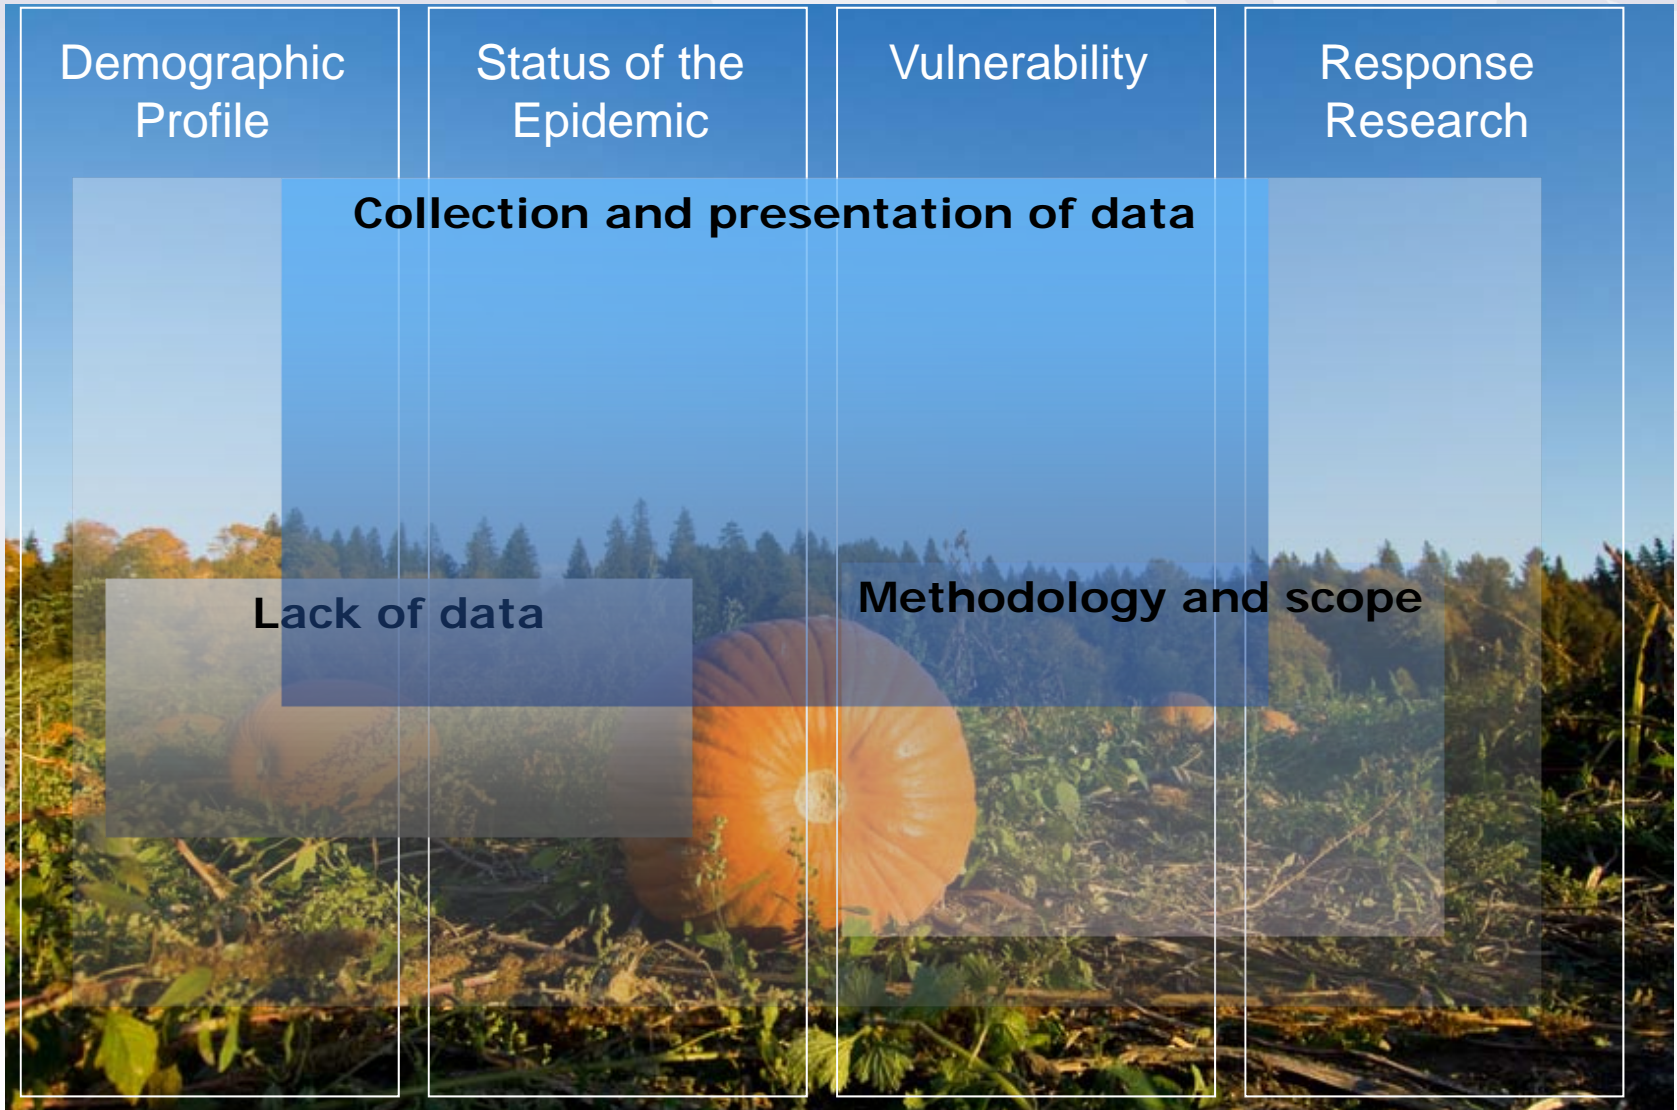 Demographic
Profile
Status of the
Epidemic
Vulnerability
Response
Research
Collection and presentation of data
Lack of data
Methodology and scope